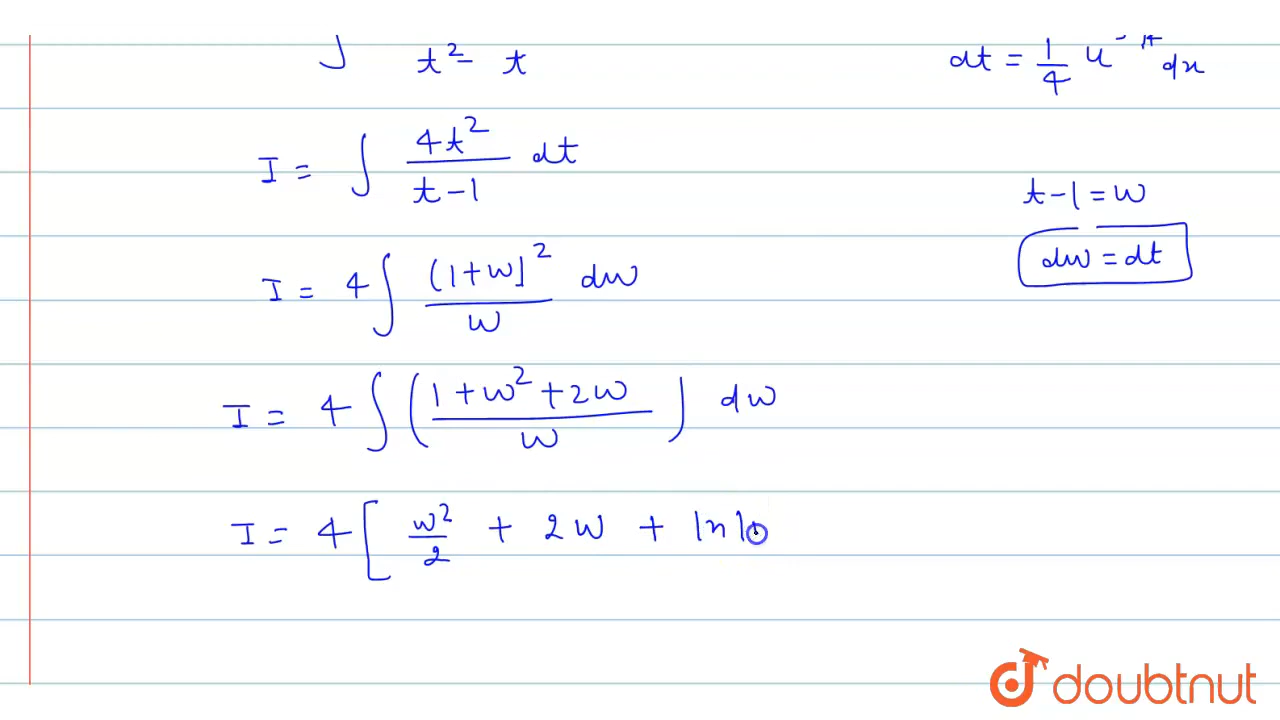 ∫ t² - t
dt = 1/4 u dx
I = ∫ 4t²/(t-1) dt
t-1 = w
dw = dt
I = 4 ∫ (1+w]²/w dw
I = 4 ∫ ( (1+w²+2w)/w ) dw
I = 4 [ w²/2 + 2w + ln|
doubtnut